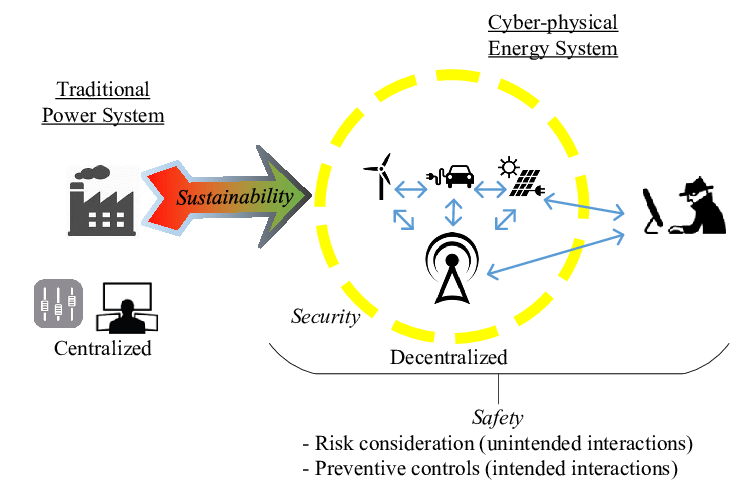 Cyber-physical
Energy System
Traditional
Power System
Sustainability
Security
Centralized
Decentralized
Safety
- Risk consideration (unintended interactions)
- Preventive controls (intended interactions)